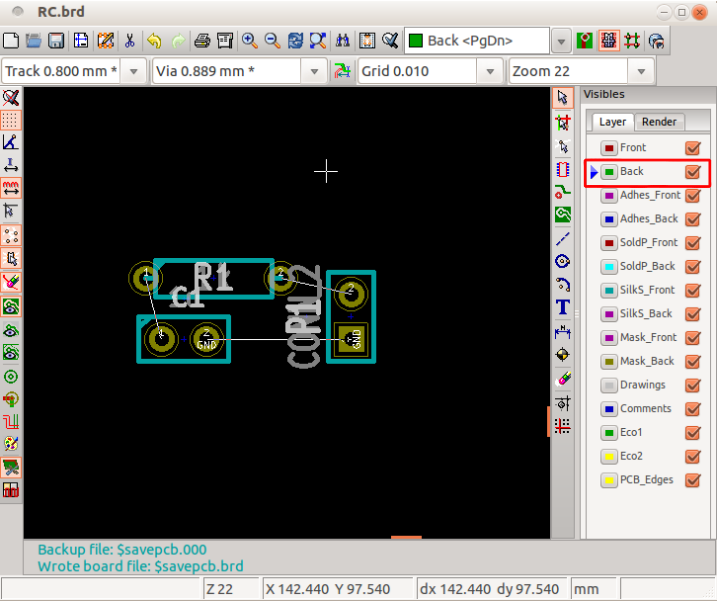 RC.brd
Back <PgDn>
Track 0.800 mm *
Via 0.889 mm *
Grid 0.010
Zoom 22
Visibles
Layer Render
Front
Back
Adhes_Front
Adhes_Back
SoldP_Front
SoldP_Back
SilkS_Front
SilkS_Back
Mask_Front
Mask_Back
Drawings
Comments
Eco1
Eco2
PCB_Edges
mm
T
1 R1 2
C1
CONL2
P1
2
1 2
GND
GND
Backup file: $savepcb.000
Wrote board file: $savepcb.brd
Z 22 X 142.440 Y 97.540 dx 142.440 dy 97.540 mm